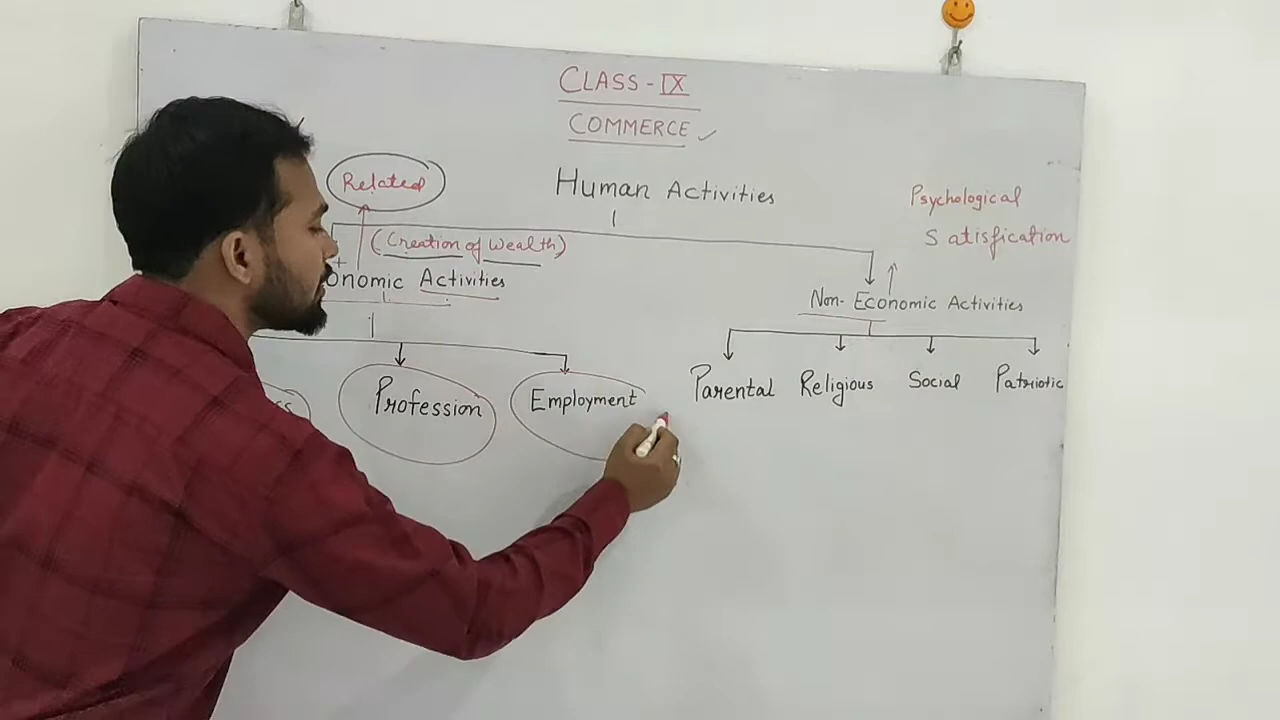 CLASS - IX
COMMERCE
Related
Human Activities
Psychological
Satisfication
(Creation of Wealth)
onomic Activities
Non- Economic Activities
Profession
Employment
Parental
Religious
Social
Patriotic